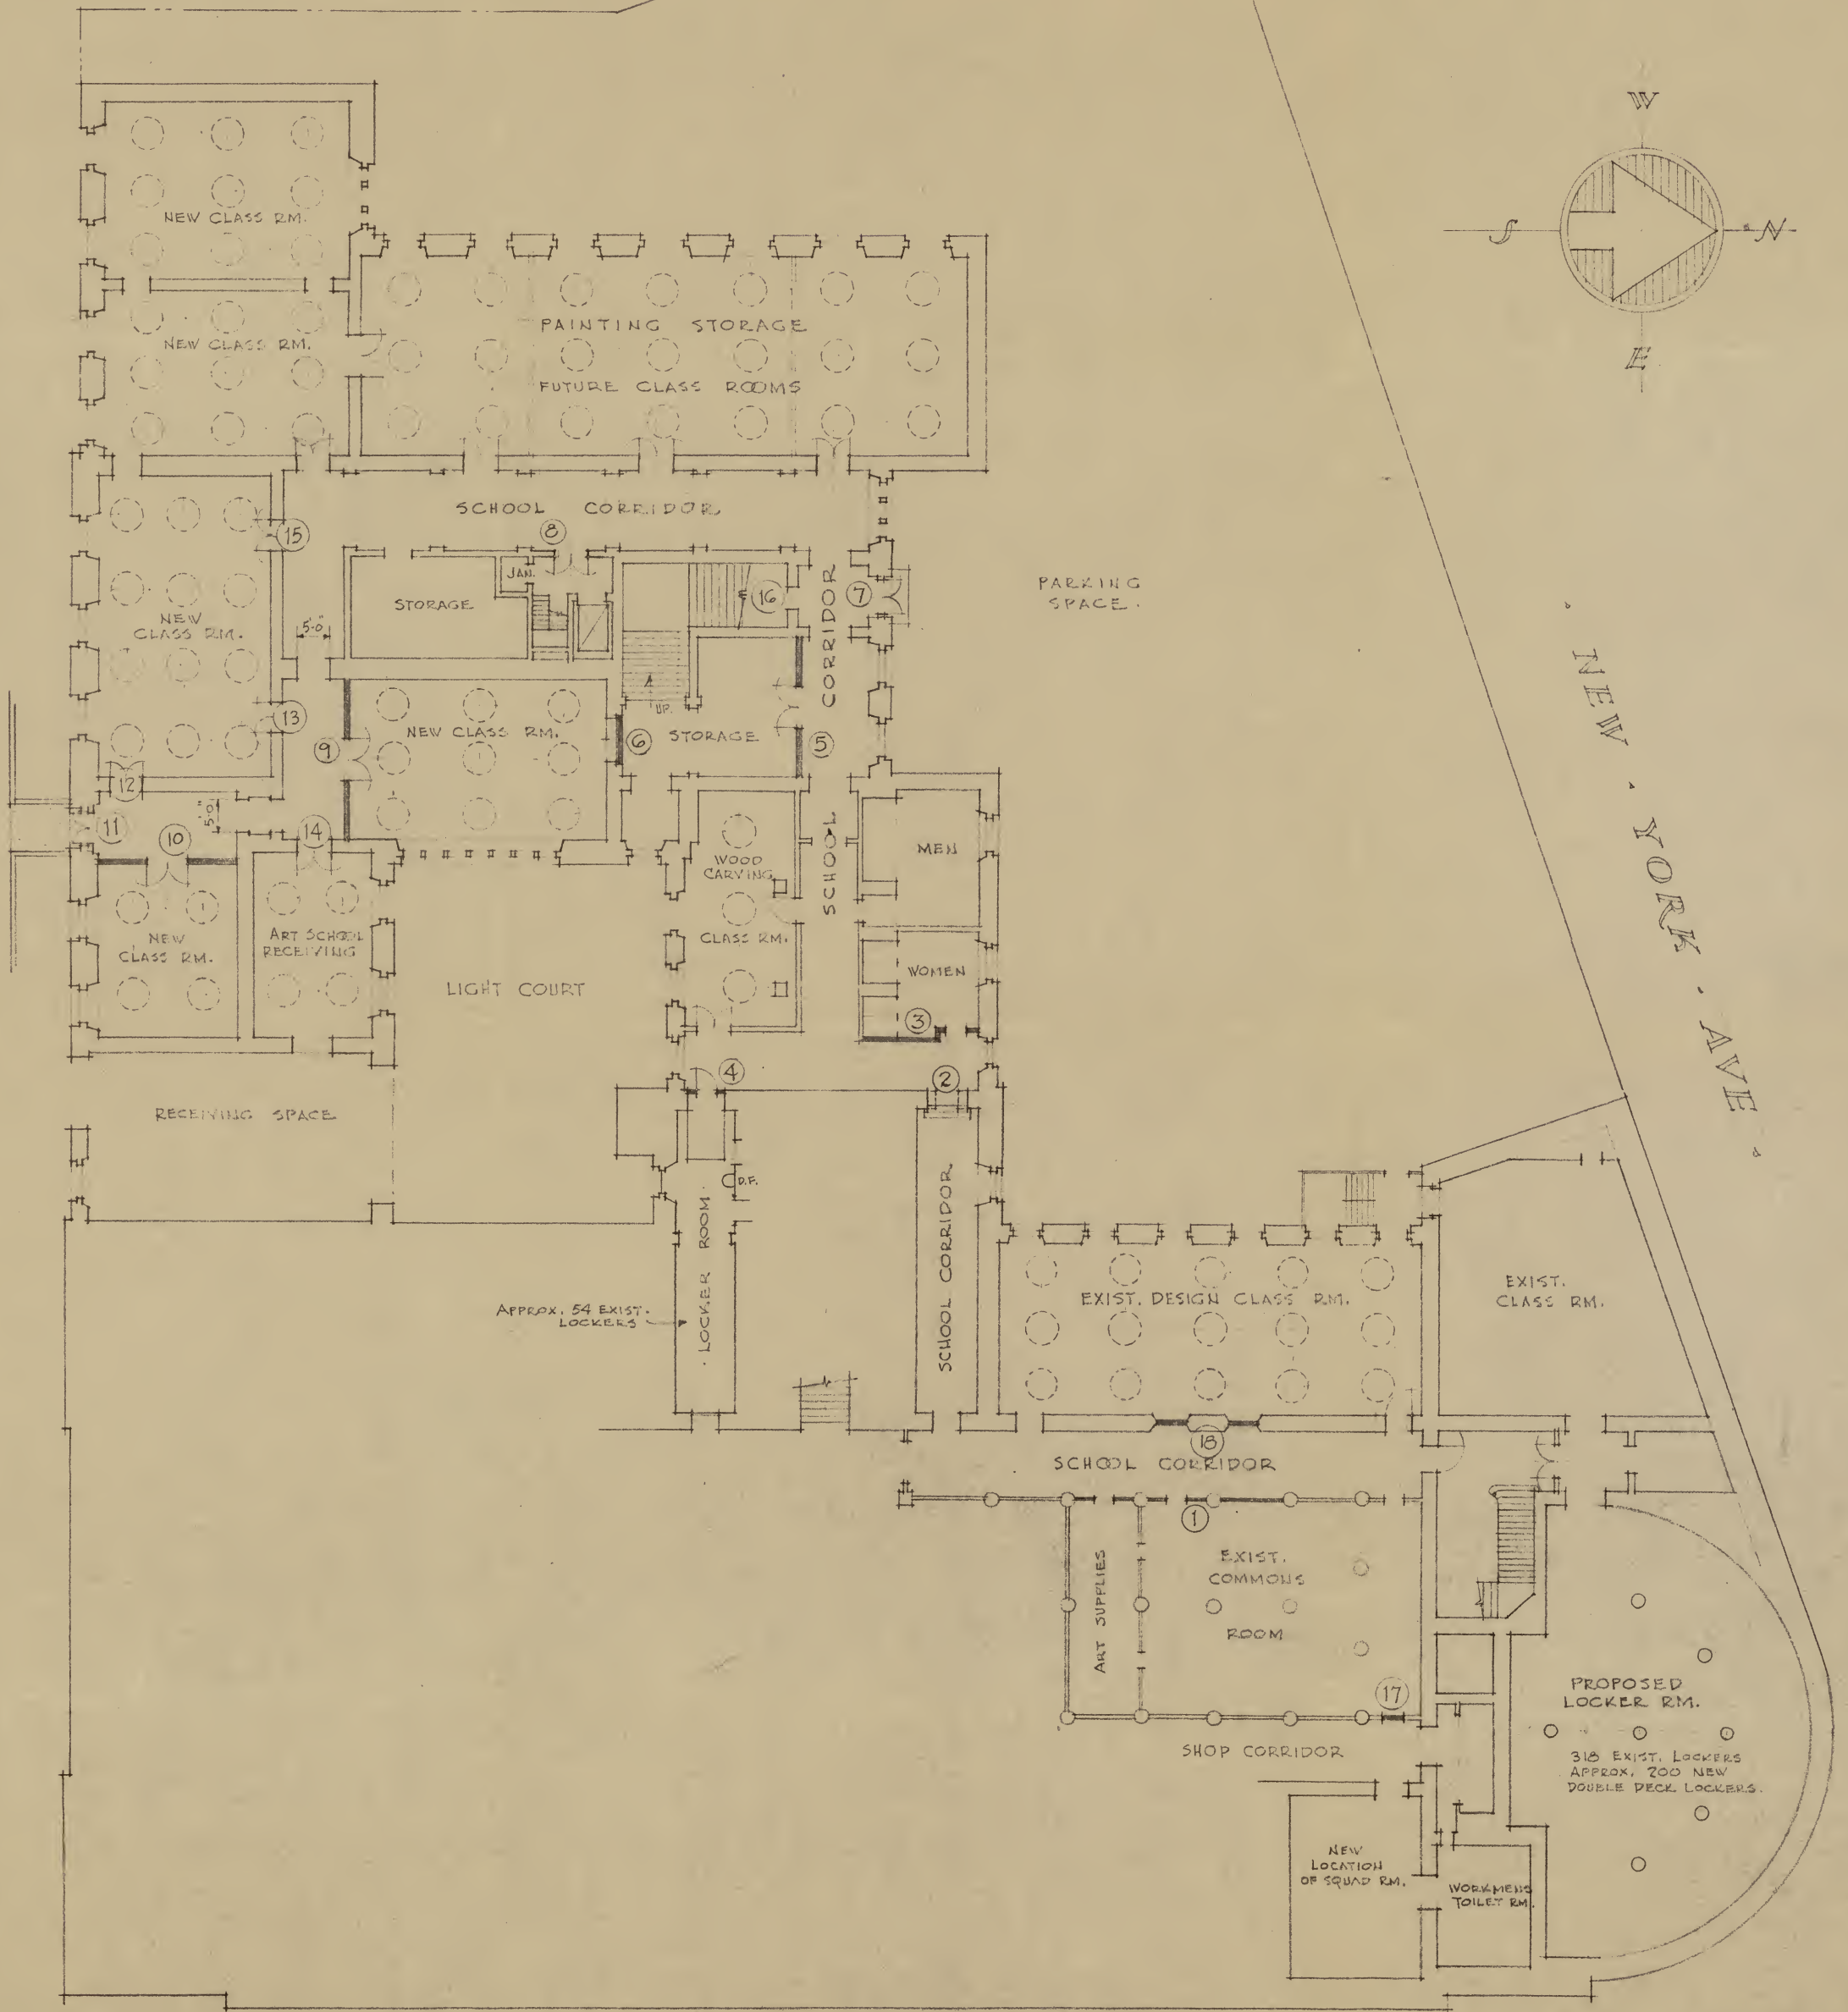 W
S
N
E
NEW CLASS RM.
NEW CLASS RM.
PAINTING STORAGE
FUTURE CLASS ROOMS
SCHOOL CORRIDOR
15
8
JAN.
STORAGE
16
7
CORRIDOR
PARKING
SPACE.
NEW
CLASS RM.
5'-0"
13
9
NEW CLASS RM.
UP.
6
STORAGE
5
12
11
5'-0"
10
14
WOOD
CARVING
CLASS RM.
SCHOOL
MEN
NEW
CLASS RM.
ART SCHOOL
RECEIVING
LIGHT COURT
WOMEN
3
4
2
RECEIVING SPACE
D.F.
LOCKER ROOM.
SCHOOL CORRIDOR
APPROX. 54 EXIST.
LOCKERS
· NEW · YORK · AVE ·
EXIST. DESIGN CLASS RM.
EXIST.
CLASS RM.
18
SCHOOL CORRIDOR
1
ART SUPPLIES
EXIST.
COMMONS
ROOM
17
SHOP CORRIDOR
PROPOSED
LOCKER RM.
318 EXIST. LOCKERS
APPROX. 200 NEW
DOUBLE DECK LOCKERS.
NEW
LOCATION
OF SQUAD RM.
WORKMENS
TOILET RM.